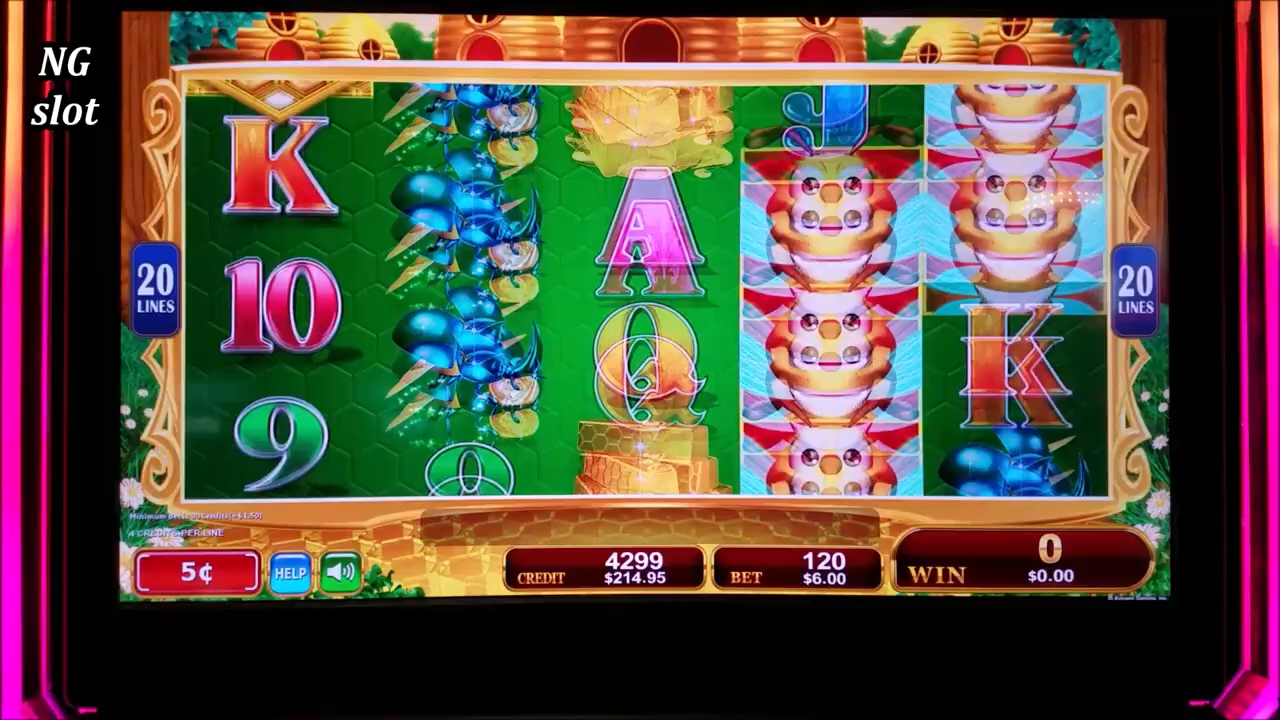 NG
slot
K
J
A
10
20
LINES
20
LINES
Q
K
9
4 CREDITS PER LINE
5¢
HELP
CREDIT
4299
$214.95
BET
120
$6.00
WIN
0
$0.00